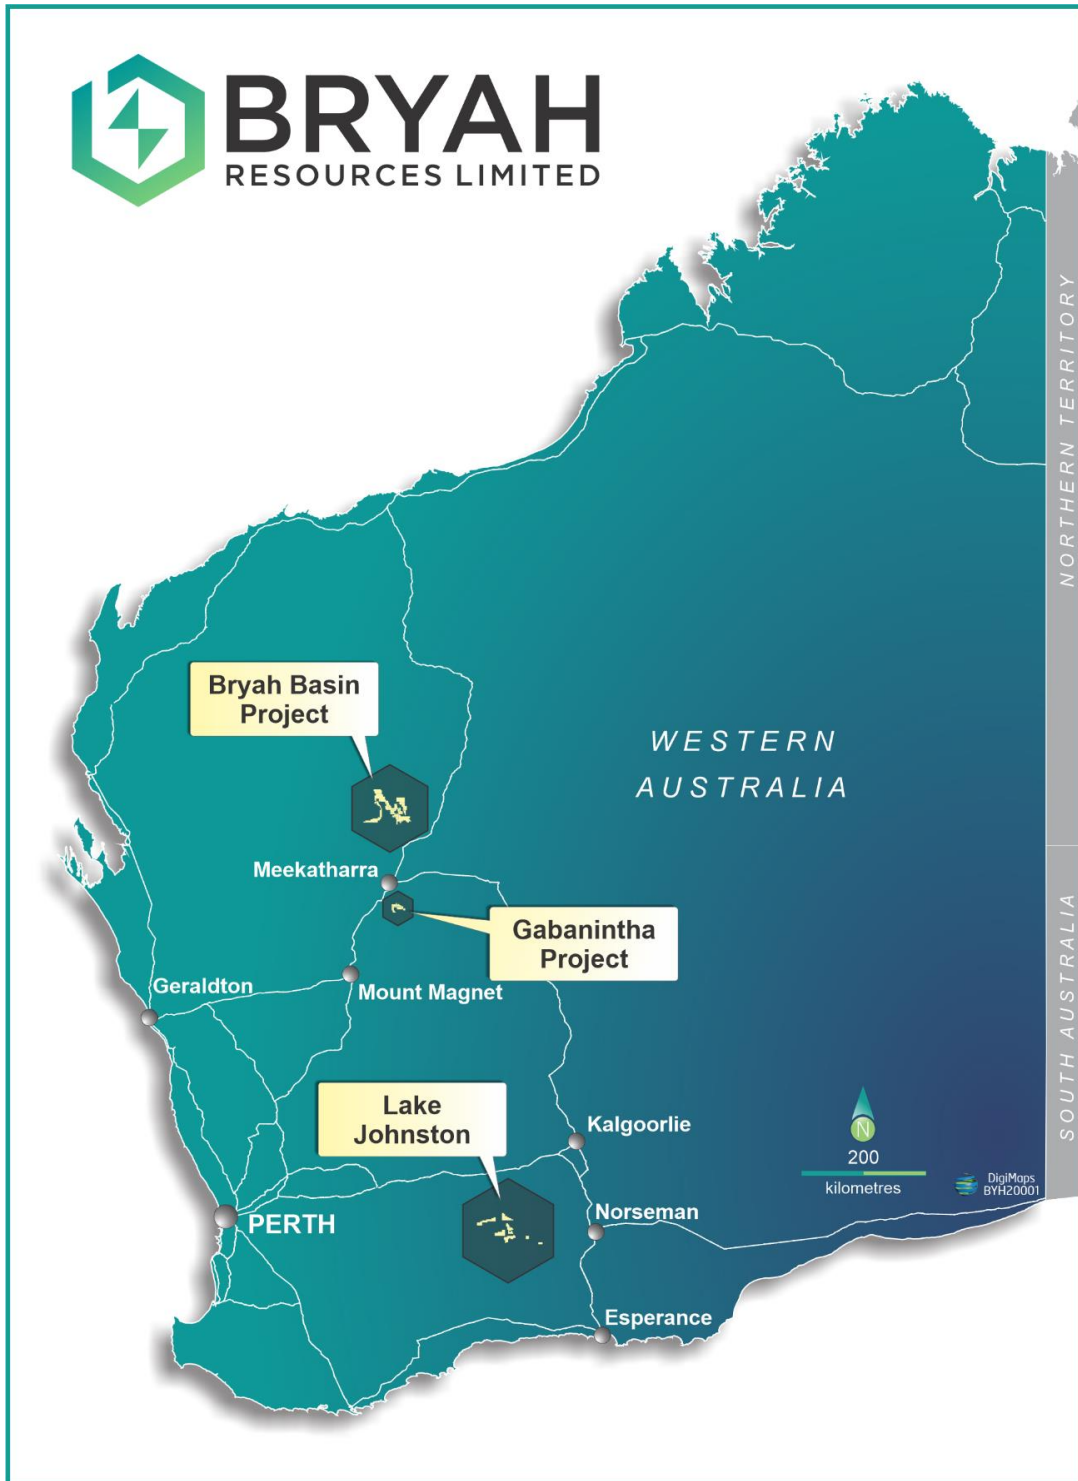 BRYAH
RESOURCES LIMITED
NORTHERN TERRITORY
Bryah Basin
Project
WESTERN
AUSTRALIA
Meekatharra
Gabanintha
Project
Geraldton
Mount Magnet
SOUTH AUSTRALIA
Lake
Johnston
Kalgoorlie
N
200
kilometres
DigiMaps
BYH20001
Norseman
PERTH
Esperance